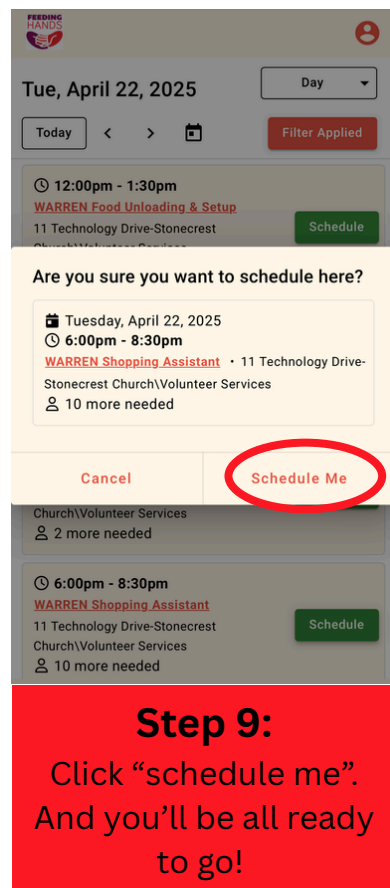 FEEDING
HANDS
Tue, April 22, 2025
Day
Today
Filter Applied
12:00pm - 1:30pm
WARREN Food Unloading & Setup
11 Technology Drive-Stonecrest
Schedule
Church\Volunteer Services
Are you sure you want to schedule here?
Tuesday, April 22, 2025
6:00pm - 8:30pm
WARREN Shopping Assistant • 11 Technology Drive-
Stonecrest Church\Volunteer Services
10 more needed
Cancel
Schedule Me
Church\Volunteer Services
2 more needed
6:00pm - 8:30pm
WARREN Shopping Assistant
11 Technology Drive-Stonecrest
Schedule
Church\Volunteer Services
10 more needed
Step 9:
Click “schedule me”.
And you’ll be all ready
to go!